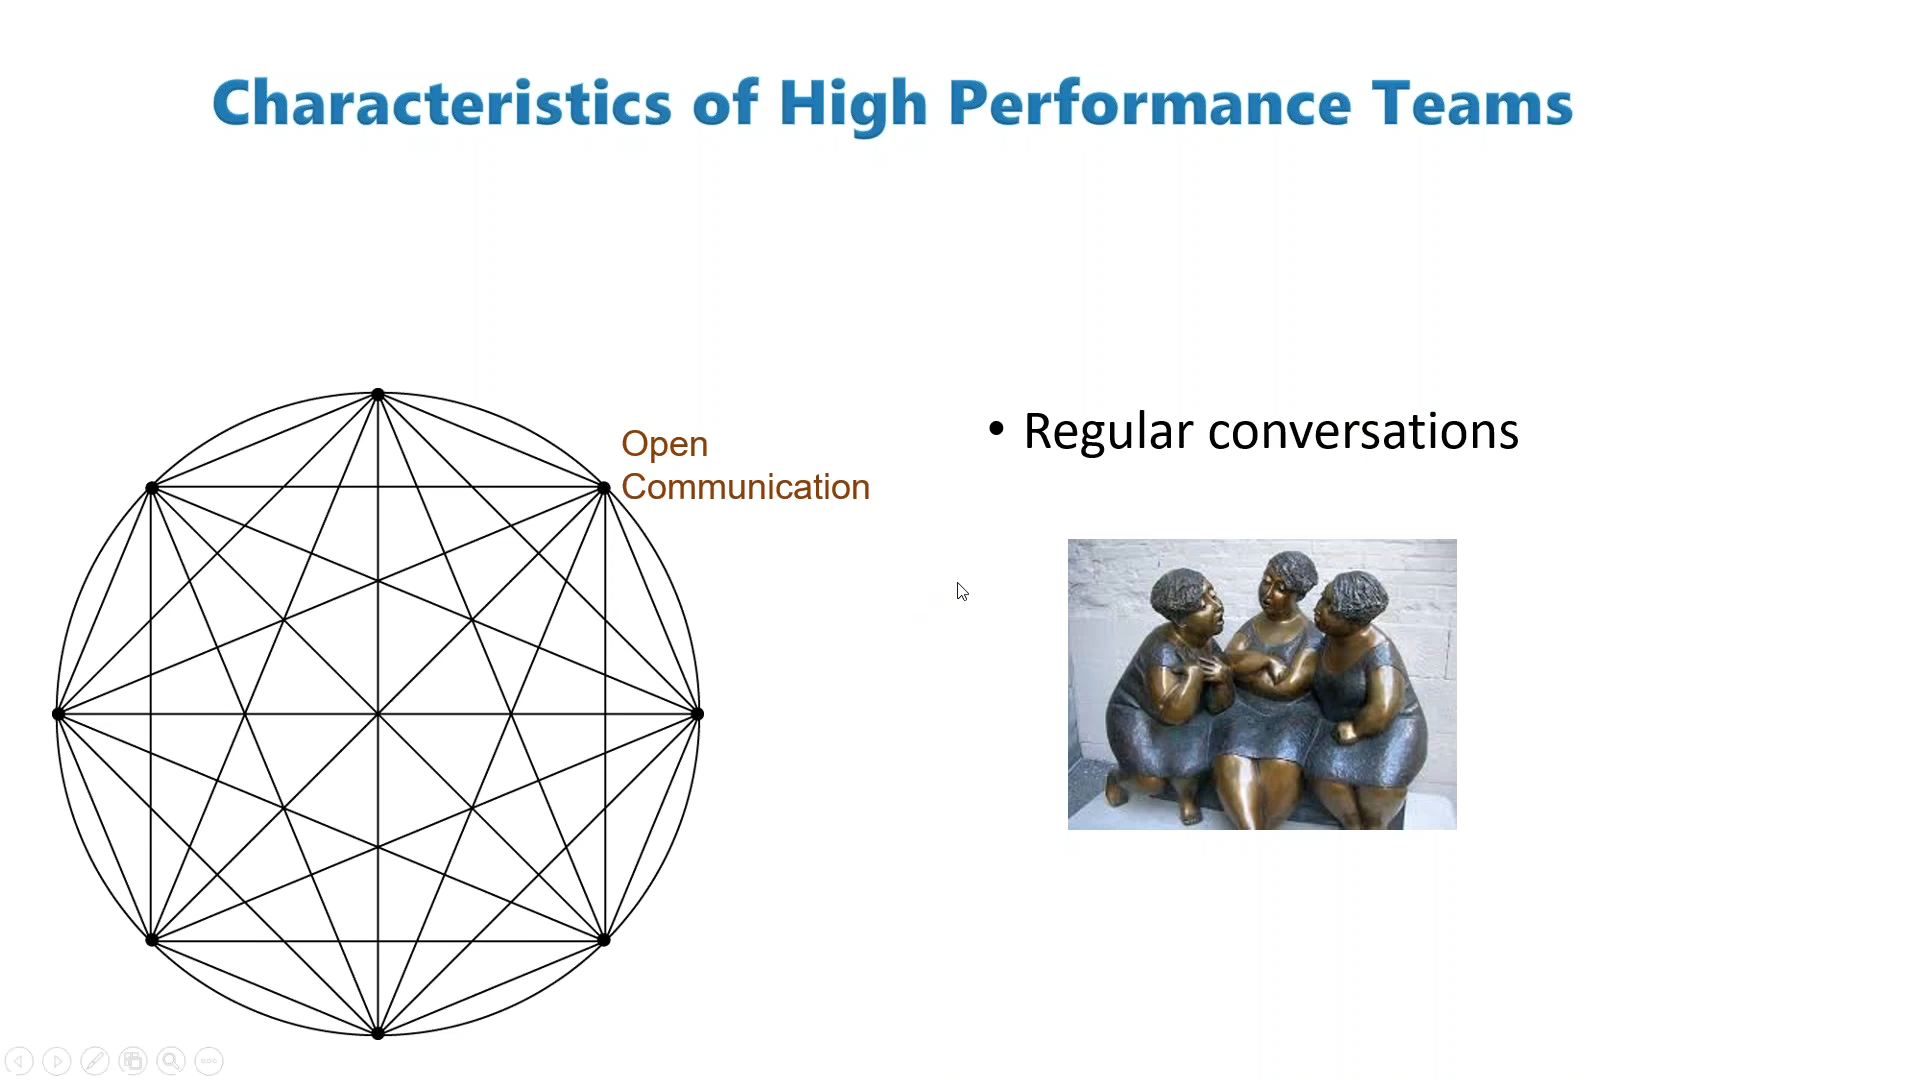 Characteristics of High Performance Teams
Open
Communication
• Regular conversations